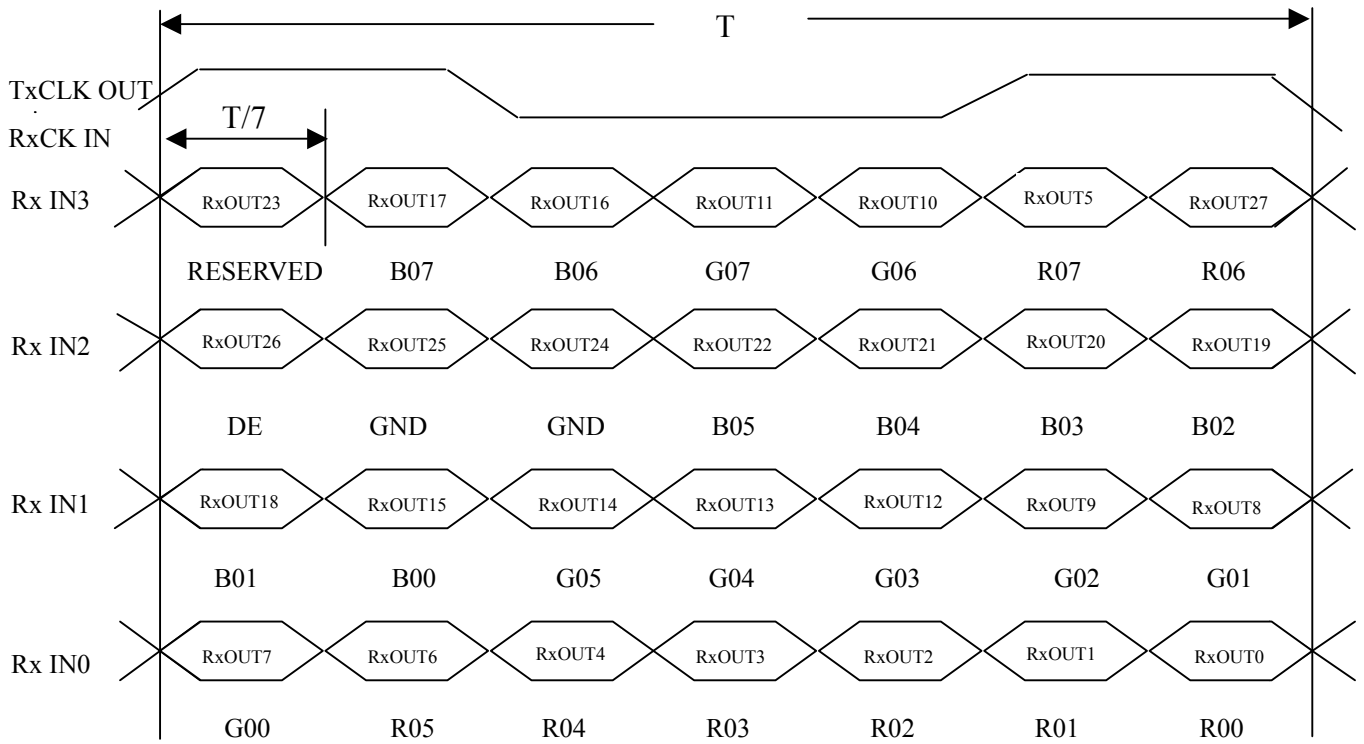 T
TxCLK OUT
T/7
RxCK IN
Rx IN3 RxOUT23 RxOUT17 RxOUT16 RxOUT11 RxOUT10 RxOUT5 RxOUT27
RESERVED B07 B06 G07 G06 R07 R06
Rx IN2 RxOUT26 RxOUT25 RxOUT24 RxOUT22 RxOUT21 RxOUT20 RxOUT19
DE GND GND B05 B04 B03 B02
Rx IN1 RxOUT18 RxOUT15 RxOUT14 RxOUT13 RxOUT12 RxOUT9 RxOUT8
B01 B00 G05 G04 G03 G02 G01
Rx IN0 RxOUT7 RxOUT6 RxOUT4 RxOUT3 RxOUT2 RxOUT1 RxOUT0
G00 R05 R04 R03 R02 R01 R00